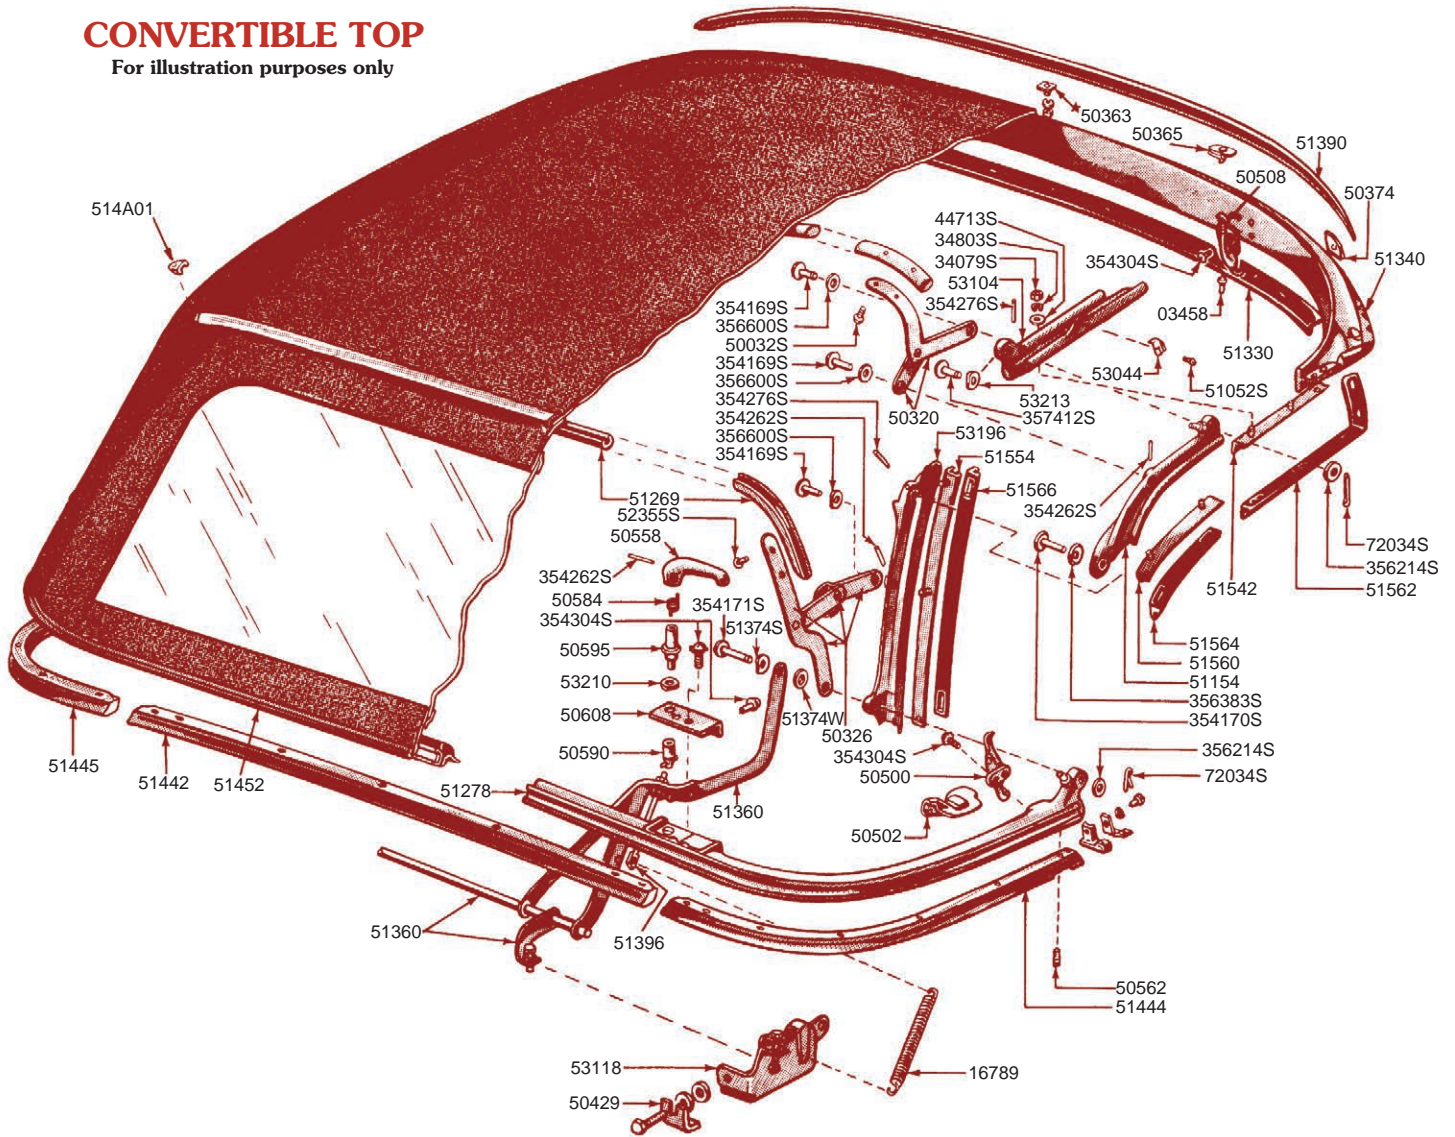 CONVERTIBLE TOP
For illustration purposes only
514A01
★50363
50365
51390
50508
50374
51340
44713S
34803S
34079S
53104
354276S
354304S
03458
51330
354169S
356600S
50032S
354169S
356600S
354276S
354262S
356600S
354169S
50320
53213
357412S
53044
51052S
53196
51554
51566
354262S
51269
52355S
50558
354262S
50584
354304S
354171S
51374S
50595
53210
50608
50590
51374W
50326
72034S
356214S
51562
51542
51564
51560
51154
356383S
354170S
354304S
50500
356214S
72034S
50502
51445
51442
51452
51278
51360
51360
51396
50562
51444
53118
50429
16789